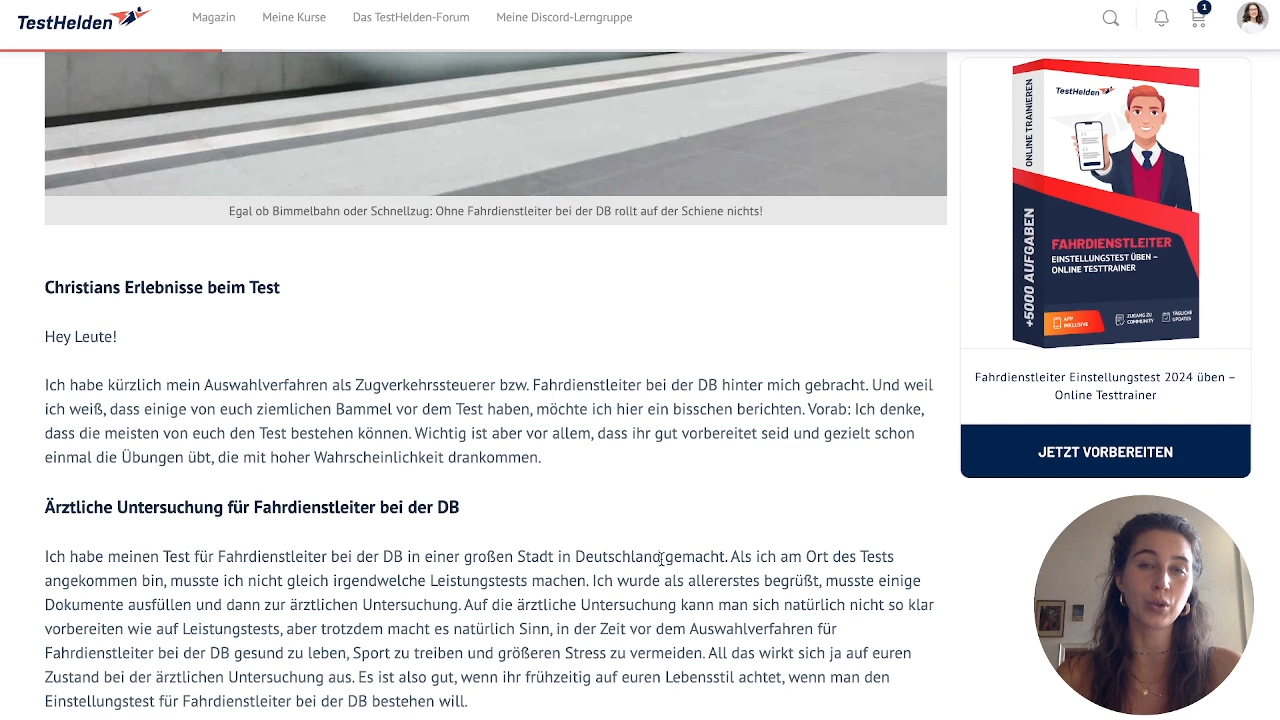 TestHelden
Magazin
Meine Kurse
Das TestHelden-Forum
Meine Discord-Lerngruppe
1
Egal ob Bimmelbahn oder Schnellzug: Ohne Fahrdienstleiter bei der DB rollt auf der Schiene nichts!
Christians Erlebnisse beim Test
Hey Leute!
Ich habe kürzlich mein Auswahlverfahren als Zugverkehrssteuerer bzw. Fahrdienstleiter bei der DB hinter mich gebracht. Und weil
ich weiß, dass einige von euch ziemlichen Bammel vor dem Test haben, möchte ich hier ein bisschen berichten. Vorab: Ich denke,
dass die meisten von euch den Test bestehen können. Wichtig ist aber vor allem, dass ihr gut vorbereitet seid und gezielt schon
einmal die Übungen übt, die mit hoher Wahrscheinlichkeit drankommen.
Ärztliche Untersuchung für Fahrdienstleiter bei der DB
Ich habe meinen Test für Fahrdienstleiter bei der DB in einer großen Stadt in Deutschland gemacht. Als ich am Ort des Tests
angekommen bin, musste ich nicht gleich irgendwelche Leistungstests machen. Ich wurde als allererstes begrüßt, musste einige
Dokumente ausfüllen und dann zur ärztlichen Untersuchung. Auf die ärztliche Untersuchung kann man sich natürlich nicht so klar
vorbereiten wie auf Leistungstests, aber trotzdem macht es natürlich Sinn, in der Zeit vor dem Auswahlverfahren für
Fahrdienstleiter bei der DB gesund zu leben, Sport zu treiben und größeren Stress zu vermeiden. All das wirkt sich ja auf euren
Zustand bei der ärztlichen Untersuchung aus. Es ist also gut, wenn ihr frühzeitig auf euren Lebensstil achtet, wenn man den
Einstellungstest für Fahrdienstleiter bei der DB bestehen will.
TestHelden
ONLINE TRAINIEREN
+5000 AUFGABEN
FAHRDIENSTLEITER
EINSTELLUNGSTEST ÜBEN –
ONLINE TESTTRAINER
APP
INKLUSIVE
ZUGANG ZU
COMMUNITY
TÄGLICHE
UPDATES
Fahrdienstleiter Einstellungstest 2024 üben –
Online Testtrainer
JETZT VORBEREITEN